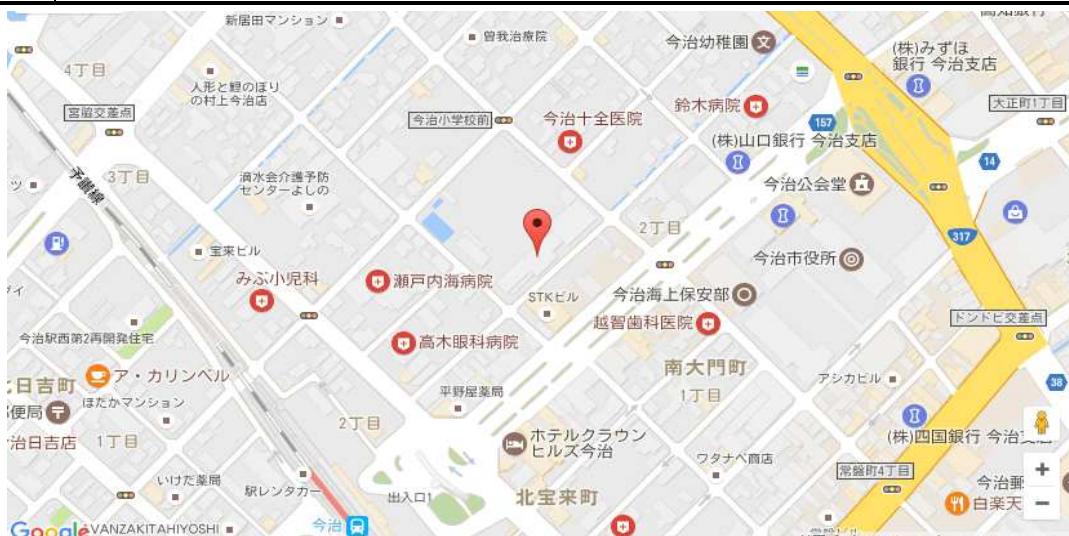 新居田マンション
曽我治療院
今治幼稚園
(株)みずほ
銀行 今治支店
4丁目
人形と鯉のぼり
の村上今治店
宮脇交差点
今治小学校前
今治十全医院
鈴木病院
大正町1丁目
157
(株)山口銀行 今治支店
14
3丁目
滴水会介護予防
センターよしの
今治公会堂
予讃線
2丁目
317
宝来ビル
今治市役所
みぶ小児科
瀬戸内海病院
STKビル
今治海上保安部
越智歯科医院
ドンドビ交差点
今治駅西第2再開発住宅
高木眼科病院
南大門町
1丁目
アシカビル
38
ア・カリンベル
平野屋薬局
日吉町
ほたかマンション
便局
2丁目
ホテルクラウン
ヒルズ今治
(株)四国銀行 今治支店
治日吉店
1丁目
ワタナベ商店
常盤町4丁目
いけだ薬局
駅レンタカー
出入口1
北宝来町
今治郵
白楽天
今治
Google
VANZAKITAHIYOSHI
+
−